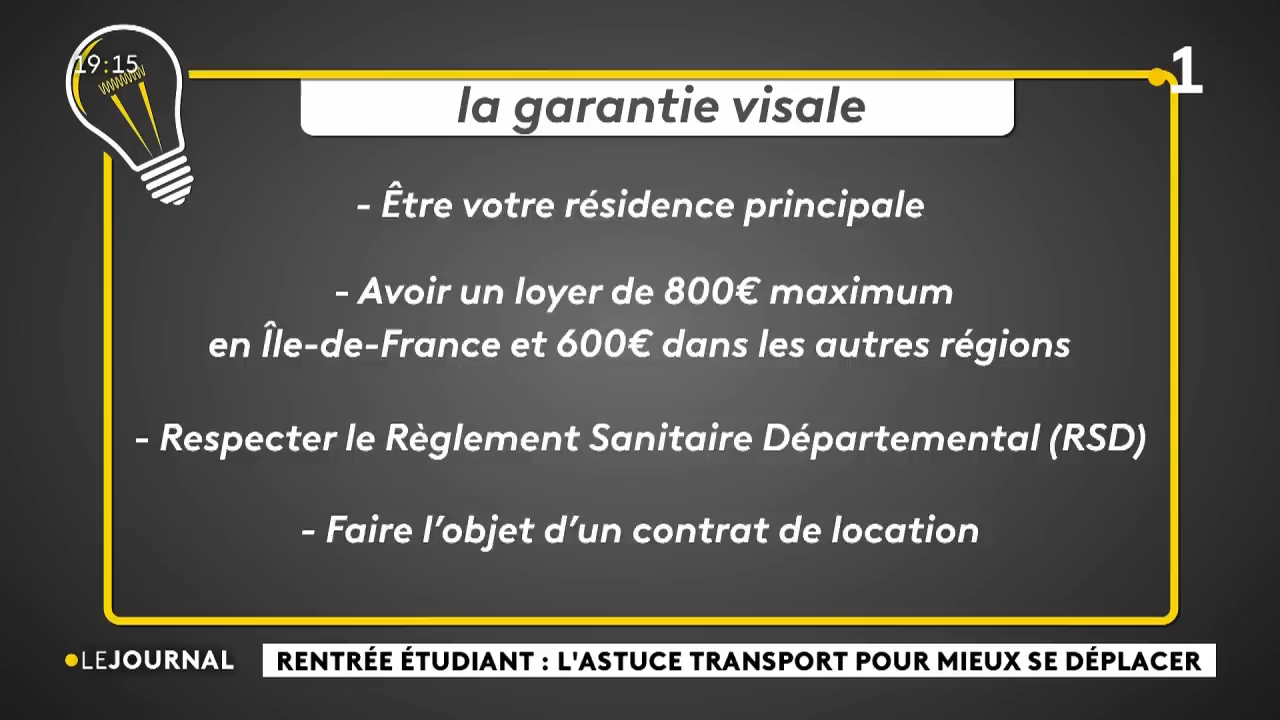 19:15
1
la garantie visale
- Être votre résidence principale
- Avoir un loyer de 800€ maximum
en Île-de-France et 600€ dans les autres régions
- Respecter le Règlement Sanitaire Départemental (RSD)
- Faire l’objet d’un contrat de location
LEJOURNAL
RENTRÉE ÉTUDIANT : L'ASTUCE TRANSPORT POUR MIEUX SE DÉPLACER